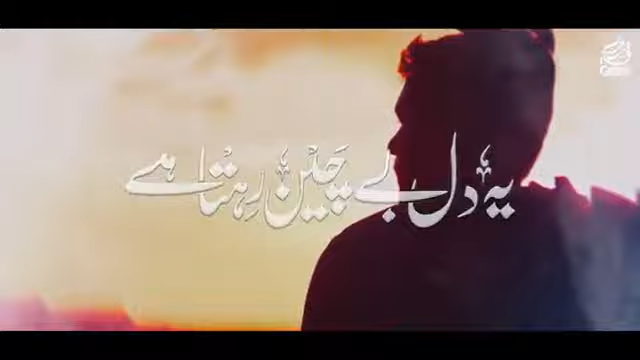 یہ دل بے چین رہتا ہے